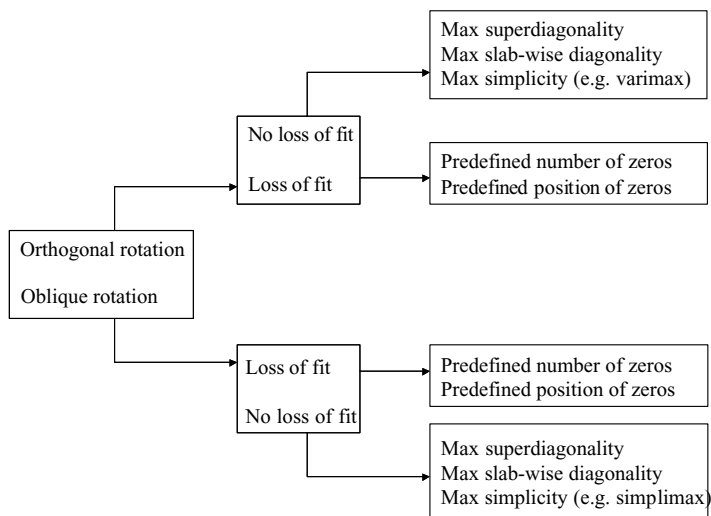 Max superdiagonality
Max slab-wise diagonality
Max simplicity (e.g. varimax)
No loss of fit
Loss of fit
Predefined number of zeros
Predefined position of zeros
Orthogonal rotation
Oblique rotation
Loss of fit
No loss of fit
Predefined number of zeros
Predefined position of zeros
Max superdiagonality
Max slab-wise diagonality
Max simplicity (e.g. simplimax)